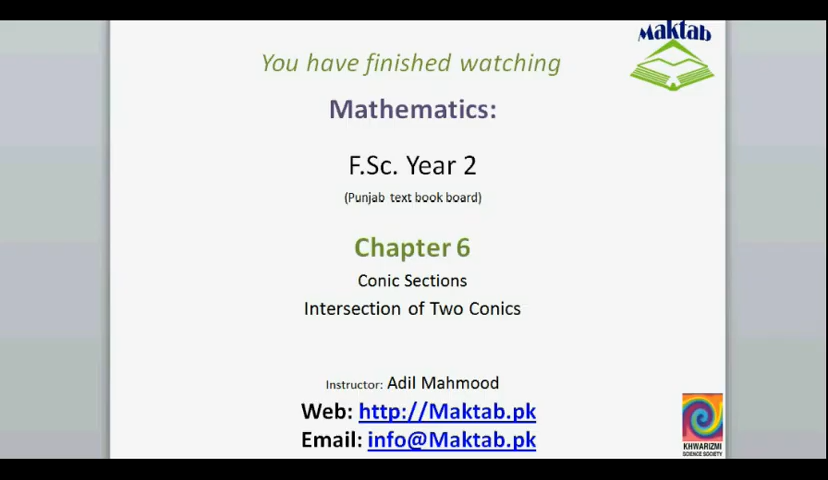 Maktab
You have finished watching
Mathematics:
F.Sc. Year 2
(Punjab text book board)
Chapter 6
Conic Sections
Intersection of Two Conics
Instructor: Adil Mahmood
Web: http://Maktab.pk
Email: info@Maktab.pk
KHWARIZMI
SCIENCE SOCIETY